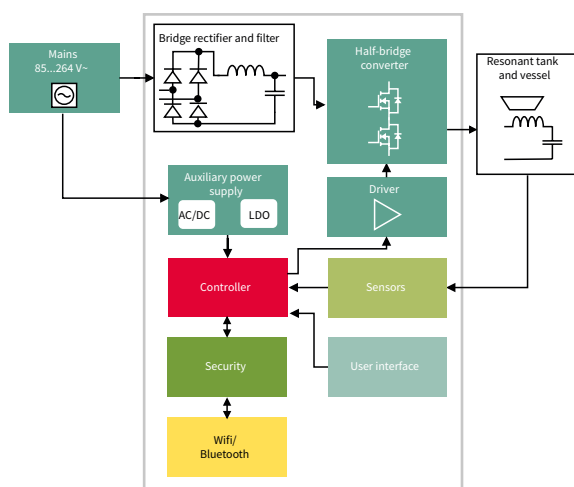 Bridge rectifier and filter
Mains
85...264 V~
Half-bridge
converter
Resonant tank
and vessel
Auxiliary power
supply
AC/DC
LDO
Driver
Controller
Sensors
Security
User interface
Wifi/
Bluetooth